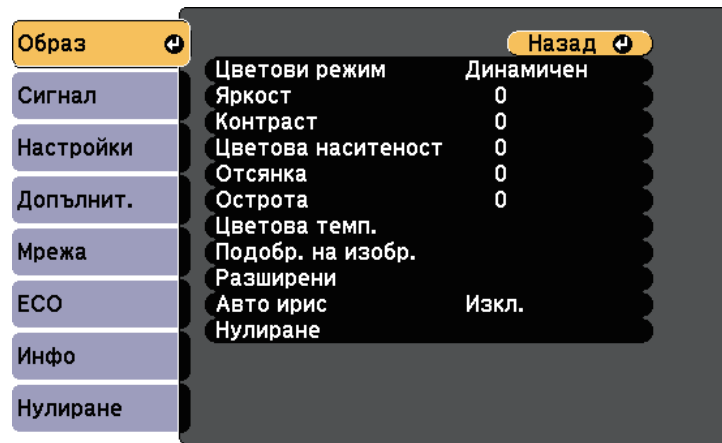 Образ
Сигнал
Настройки
Допълнит.
Мрежа
ECO
Инфо
Нулиране
Назад
Цветови режим Динамичен
Яркост 0
Контраст 0
Цветова наситеност 0
Отсянка 0
Острота 0
Цветова темп.
Подобр. на изобр.
Разширени
Авто ирис Изкл.
Нулиране